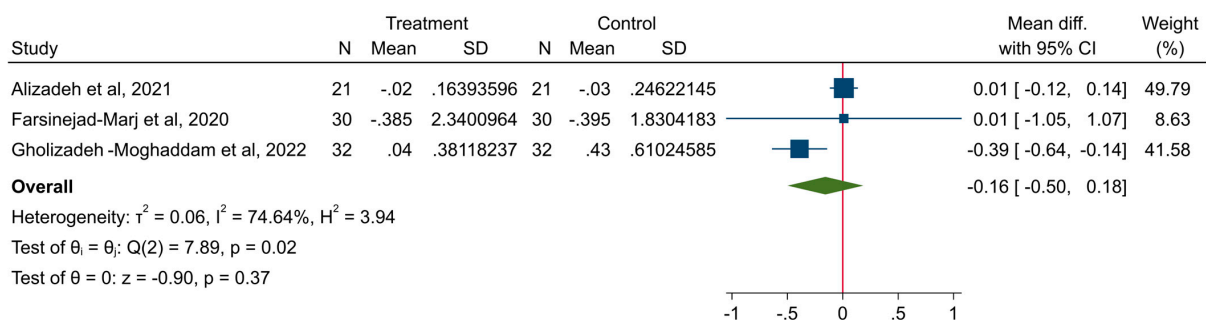 Treatment Control Mean diff. Weight
Study N Mean SD N Mean SD with 95% CI (%)
Alizadeh et al, 2021 21 -.02 .16393596 21 -.03 .24622145 0.01 [ -0.12, 0.14] 49.79
Farsinejad-Marj et al, 2020 30 -.385 2.3400964 30 -.395 1.8304183 0.01 [ -1.05, 1.07] 8.63
Gholizadeh -Moghaddam et al, 2022 32 .04 .38118237 32 .43 .61024585 -0.39 [ -0.64, -0.14] 41.58
Overall -0.16 [ -0.50, 0.18]
Heterogeneity: τ² = 0.06, I² = 74.64%, H² = 3.94
Test of θᵢ = θⱼ: Q(2) = 7.89, p = 0.02
Test of θ = 0: z = -0.90, p = 0.37
-1 -.5 0 .5 1